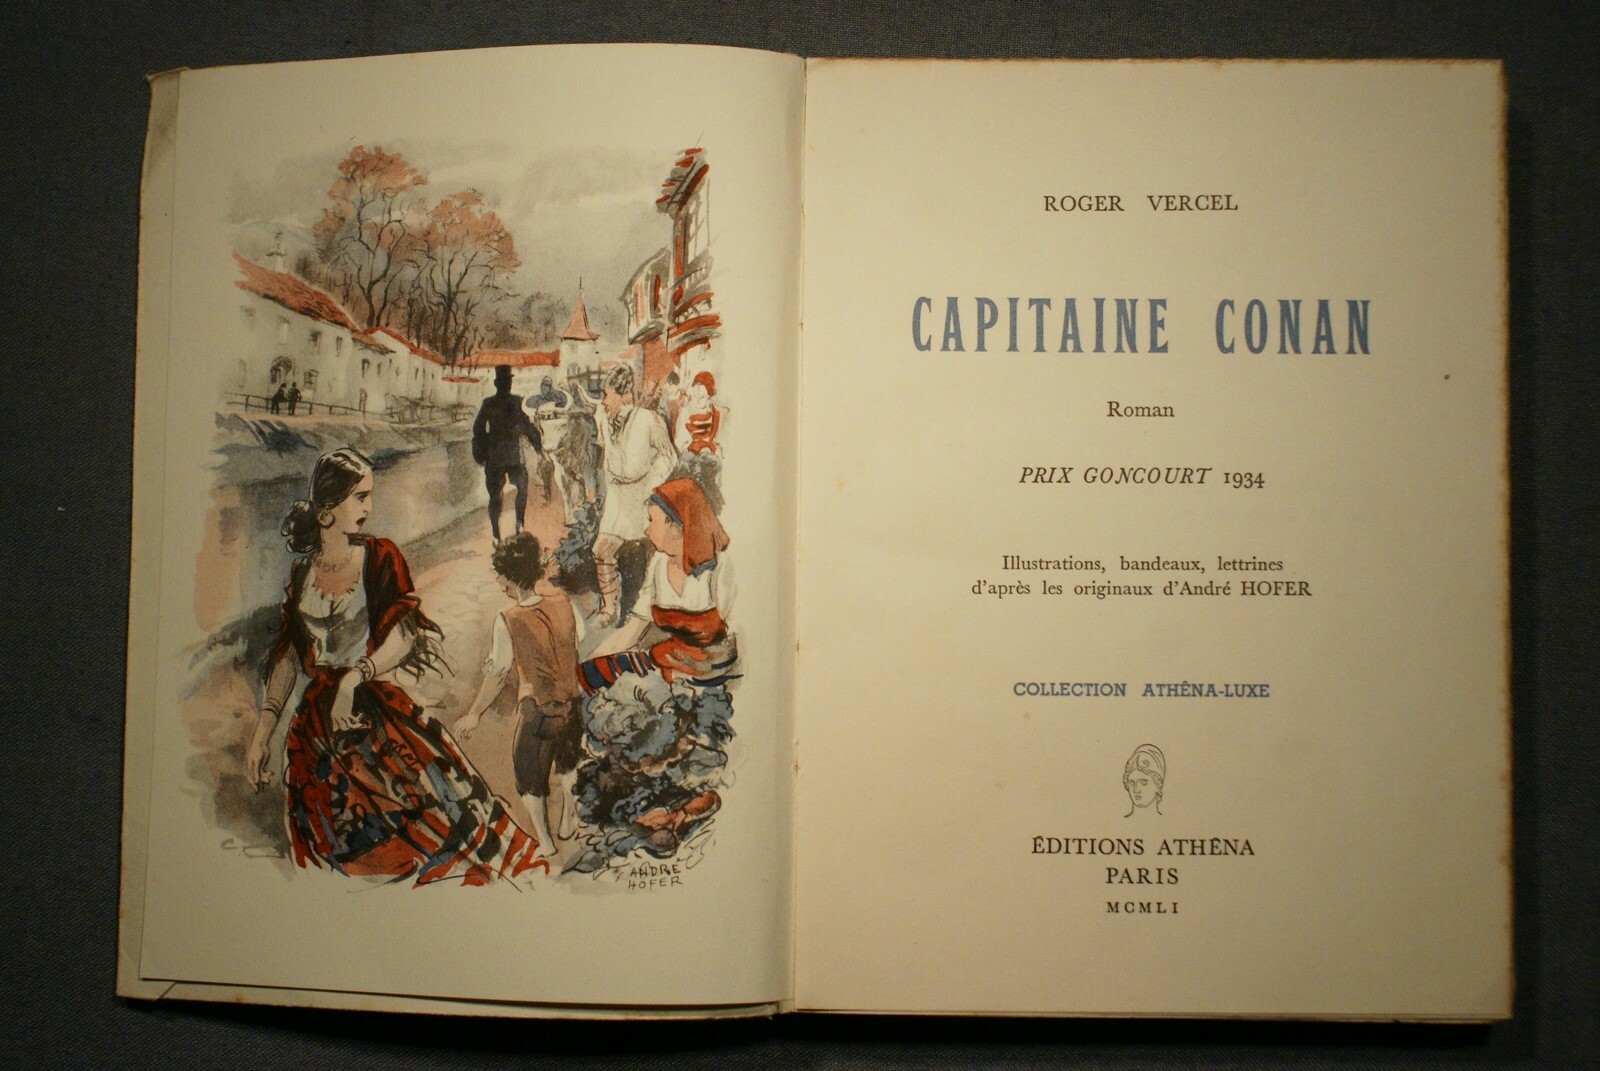 ANDRÉ
HOFER
ROGER VERCEL
CAPITAINE CONAN
Roman
PRIX GONCOURT 1934
Illustrations, bandeaux, lettrines
d'après les originaux d'André HOFER
COLLECTION ATHÊNA-LUXE
ÉDITIONS ATHÊNA
PARIS
MCMLI